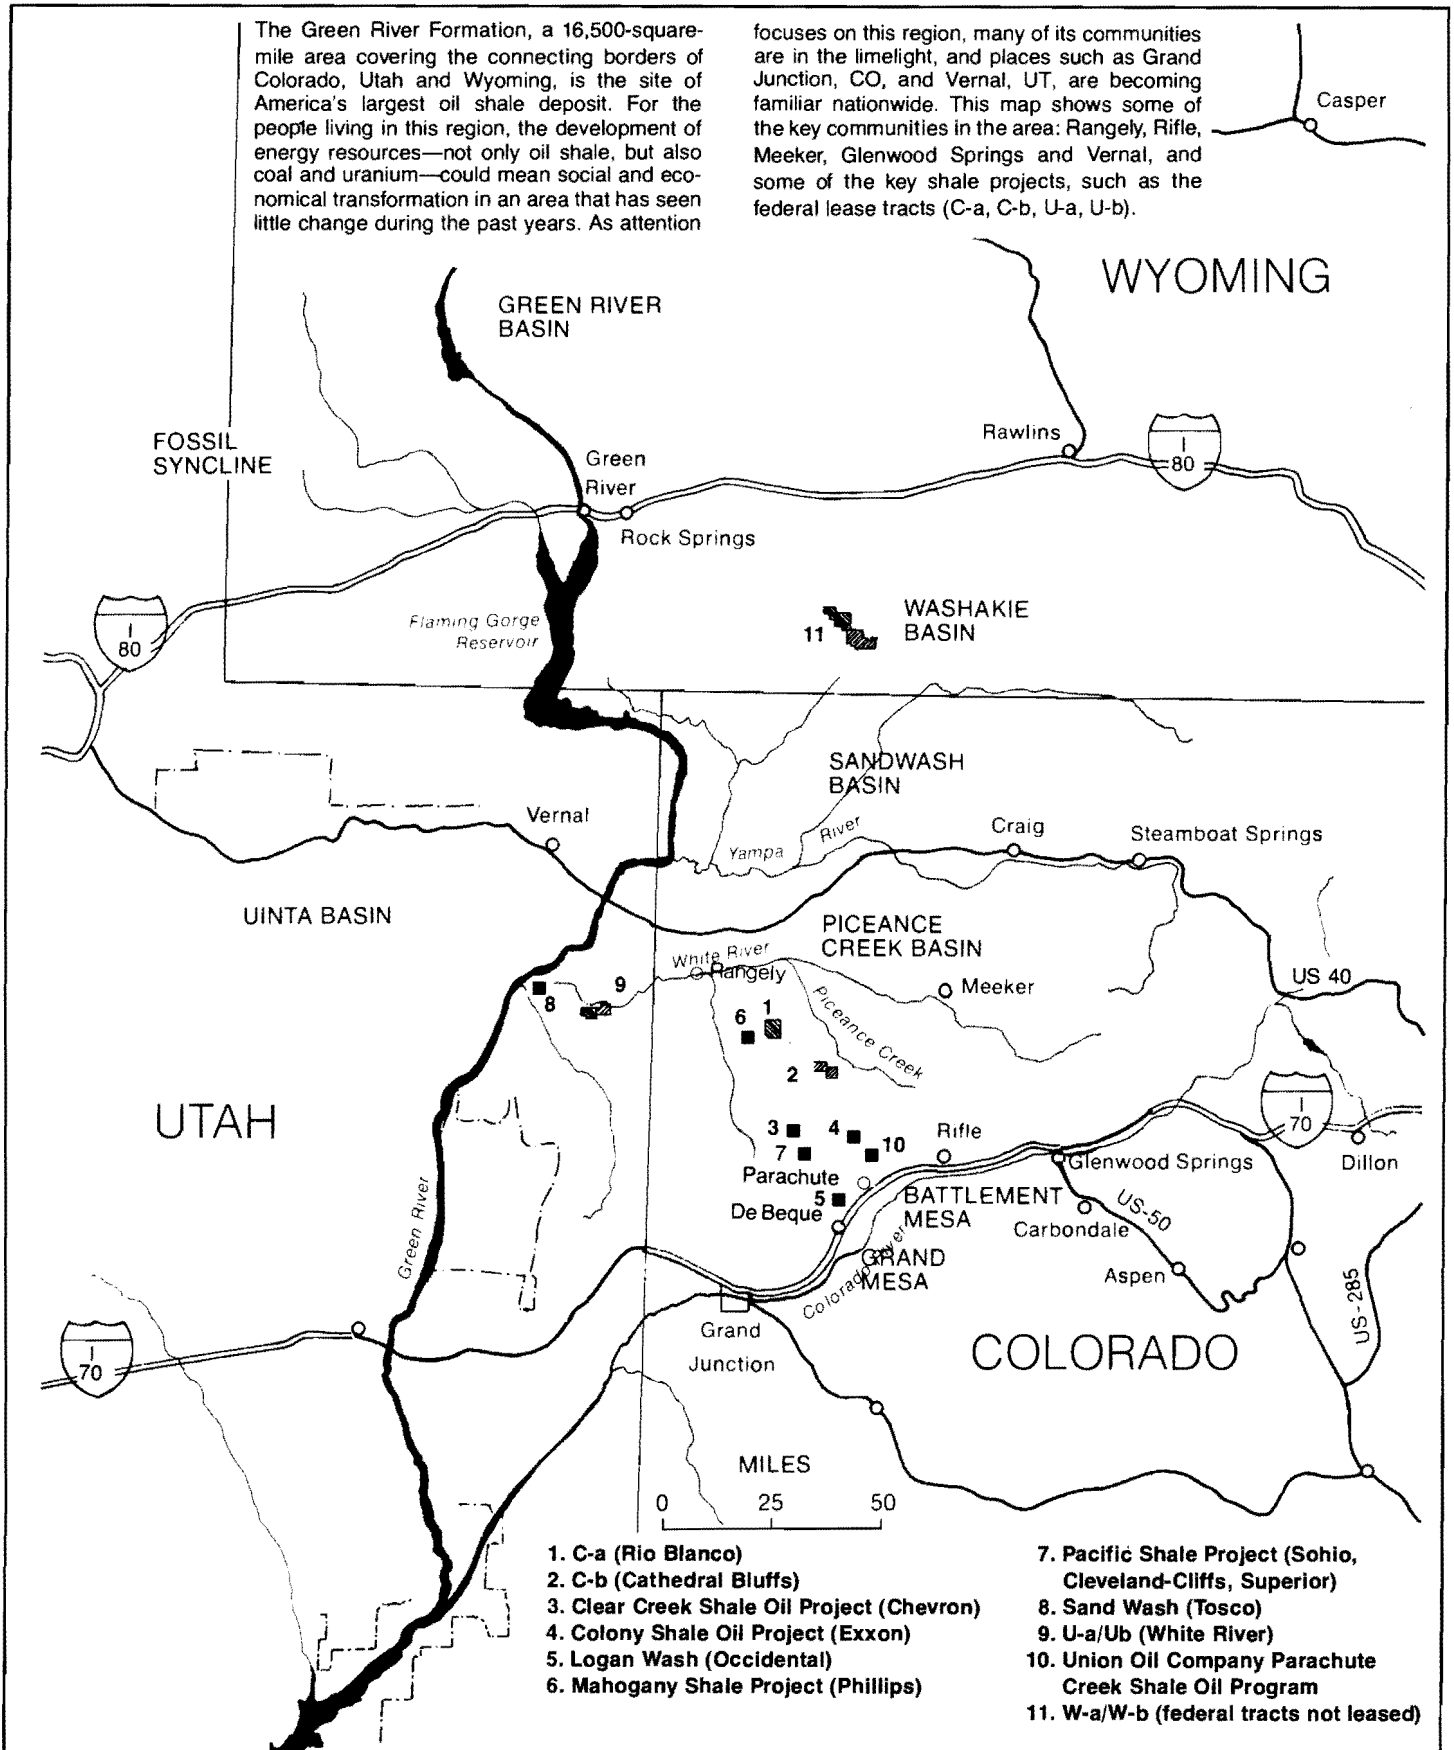 The Green River Formation, a 16,500-square-
mile area covering the connecting borders of
Colorado, Utah and Wyoming, is the site of
America's largest oil shale deposit. For the
people living in this region, the development of
energy resources—not only oil shale, but also
coal and uranium—could mean social and eco-
nomical transformation in an area that has seen
little change during the past years. As attention
focuses on this region, many of its communities
are in the limelight, and places such as Grand
Junction, CO, and Vernal, UT, are becoming
familiar nationwide. This map shows some of
the key communities in the area: Rangely, Rifle,
Meeker, Glenwood Springs and Vernal, and
some of the key shale projects, such as the
federal lease tracts (C-a, C-b, U-a, U-b).
Casper
WYOMING
GREEN RIVER
BASIN
FOSSIL
SYNCLINE
Rawlins
I
80
Green
River
Rock Springs
I
80
Flaming Gorge
Reservoir
11
WASHAKIE
BASIN
SANDWASH
BASIN
Vernal
Yampa
River
Craig
Steamboat Springs
UINTA BASIN
PICEANCE
CREEK BASIN
White River
Rangely
Meeker
US 40
8
9
6
1
Piceance Creek
2
UTAH
3
4
7
10
Rifle
I
70
Parachute
Glenwood Springs
Dillon
5
De Beque
BATTLEMENT
MESA
US-50
Carbondale
Green River
GRAND
MESA
Colorado River
Aspen
US-285
I
70
Grand
Junction
COLORADO
MILES
0 25 50
1. C-a (Rio Blanco)
2. C-b (Cathedral Bluffs)
3. Clear Creek Shale Oil Project (Chevron)
4. Colony Shale Oil Project (Exxon)
5. Logan Wash (Occidental)
6. Mahogany Shale Project (Phillips)
7. Pacific Shale Project (Sohio,
Cleveland-Cliffs, Superior)
8. Sand Wash (Tosco)
9. U-a/Ub (White River)
10. Union Oil Company Parachute
Creek Shale Oil Program
11. W-a/W-b (federal tracts not leased)